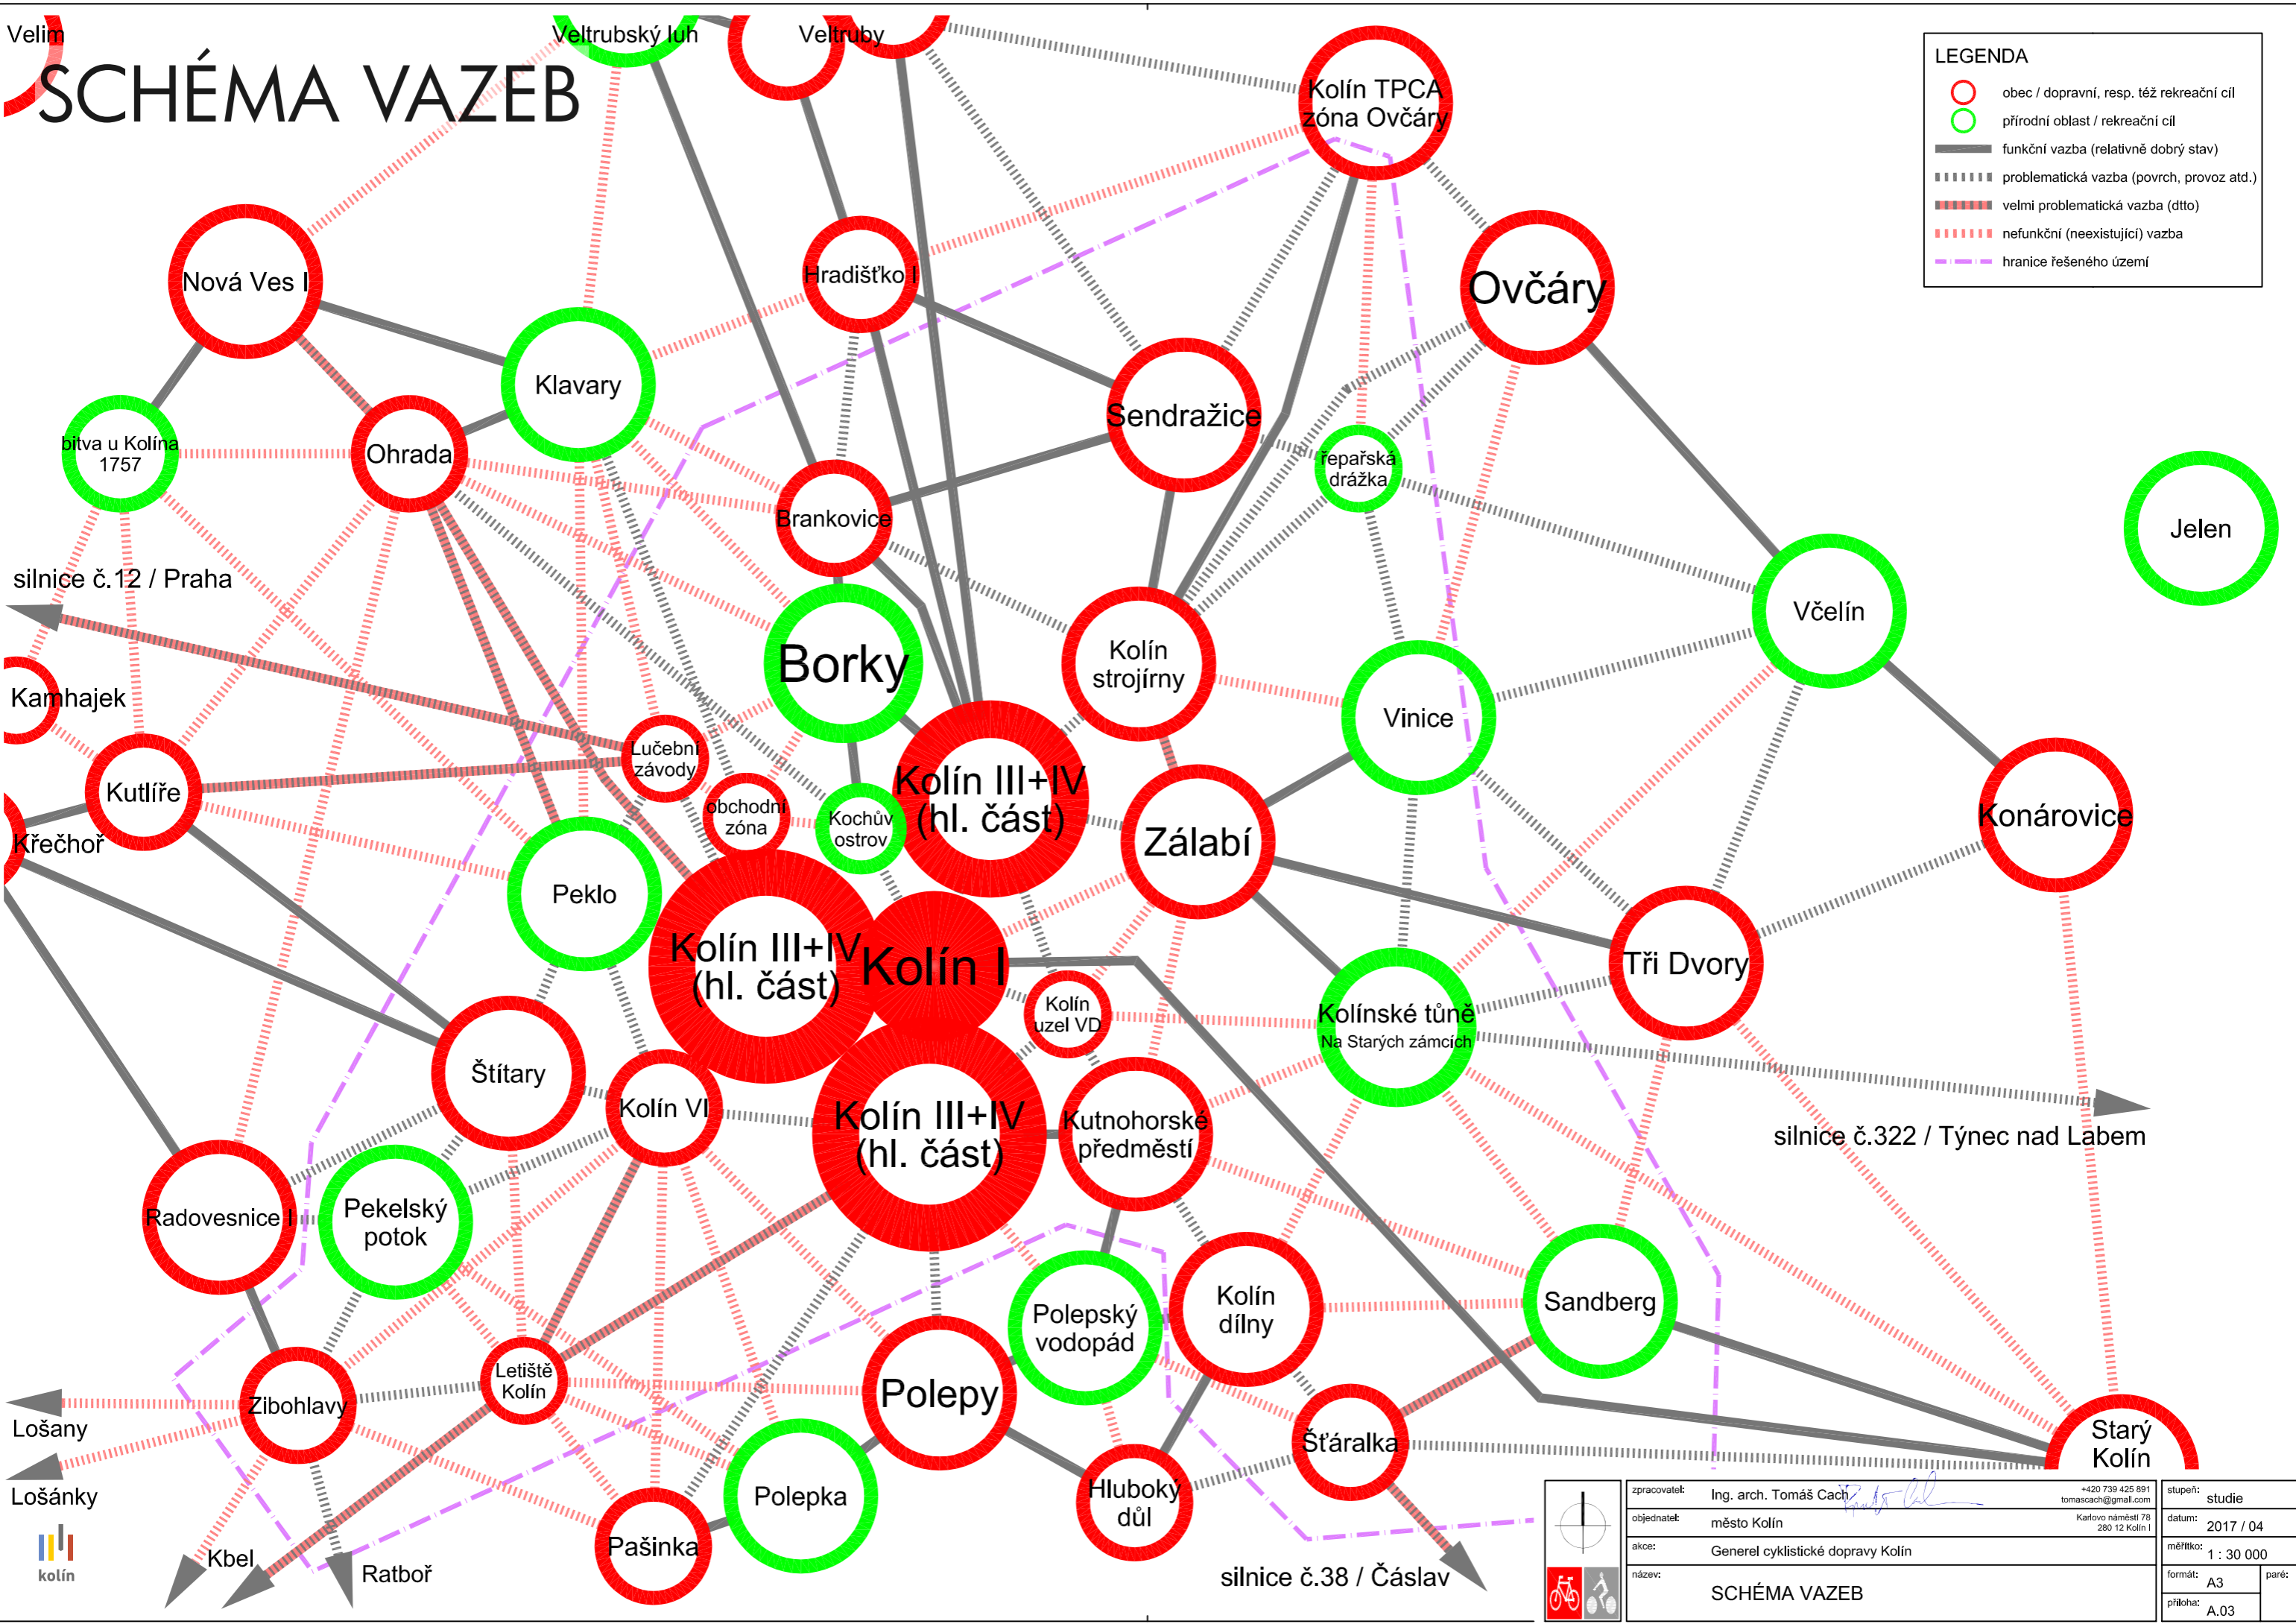 Velim
Veltrubský luh
Veltruby
SCHÉMA VAZEB
Kolín TPCA
zóna Ovčáry
LEGENDA
obec / dopravní, resp. též rekreační cíl
přírodní oblast / rekreační cíl
funkční vazba (relativně dobrý stav)
problematická vazba (povrch, provoz atd.)
velmi problematická vazba (dtto)
nefunkční (neexistující) vazba
hranice řešeného území
Nová Ves I
Hradišťko I
Ovčáry
Klavary
Sendražice
bitva u Kolína
1757
Ohrada
řepařská
drážka
Brankovice
Jelen
silnice č.12 / Praha
Včelín
Borky
Kolín
strojírny
Kamhajek
Vinice
Lučební
závody
Kutlíře
obchodní
zóna
Kochův
ostrov
Kolín III+IV
(hl. část)
Konárovice
Křečhoř
Zálabí
Peklo
Kolín III+IV
(hl. část)
Kolín I
Tři Dvory
Kolín
uzel VD
Kolínské tůně
Na Starých zámcích
Štítary
Kolín VI
Kolín III+IV
(hl. část)
Kutnohorské
předměstí
silnice č.322 / Týnec nad Labem
Radovesnice I
Pekelský
potok
Polepský
vodopád
Kolín
dílny
Sandberg
Letiště
Kolín
Polepy
Zibohlavy
Lošany
Šťáralka
Starý
Kolín
Lošánky
Polepka
Hluboký
důl
Pašinka
kolín
Kbel
Ratboř
silnice č.38 / Čáslav
zpracovatel:
Ing. arch. Tomáš Cach
+420 739 425 891
tomascach@gmail.com
objednatel:
město Kolín
Karlovo náměstí 78
280 12 Kolín I
akce:
Generel cyklistické dopravy Kolín
název:
SCHÉMA VAZEB
stupeň:
studie
datum:
2017 / 04
měřítko:
1 : 30 000
formát:
A3
paré:
příloha:
A.03